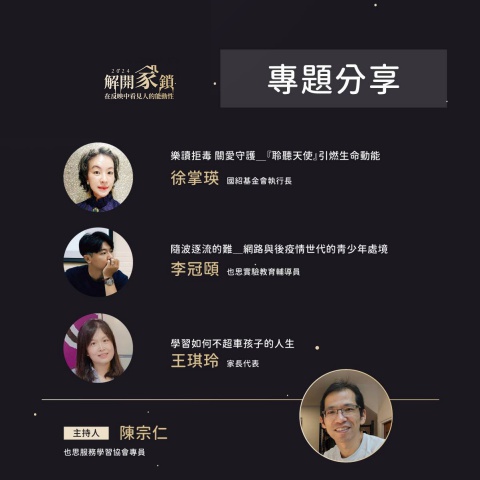 2024
解開家鎖
在反映中看見人的能動性
專題分享
樂讀拒毒 關愛守護__『聆聽天使』引燃生命動能
徐掌瑛 國紹基金會執行長
隨波逐流的難__網路與後疫情世代的青少年處境
李冠頤 也思實驗教育輔導員
學習如何不超車孩子的人生
王琪玲 家長代表
主持人 陳宗仁
也思服務學習協會專員